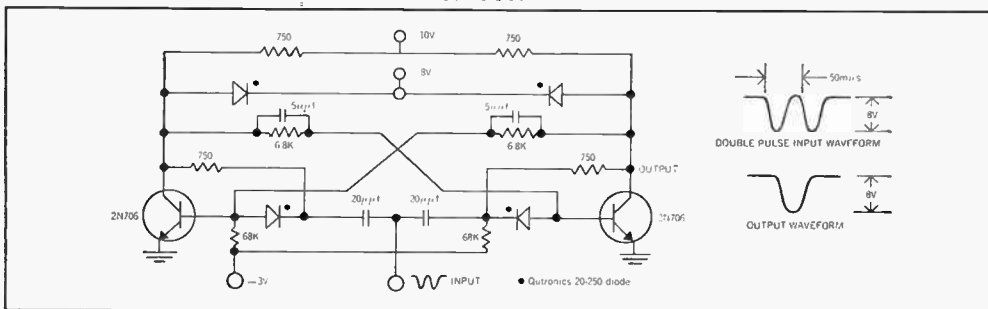 750
10V
750
8V
5μμf
6.8K
5μμf
6.8K
750
750
OUTPUT
20μμf
20μμf
2N706
68K
68K
2N706
—3V
INPUT
• Qutronics 20-250 diode
50mμs
8V
DOUBLE PULSE INPUT WAVEFORM
8V
OUTPUT WAVEFORM